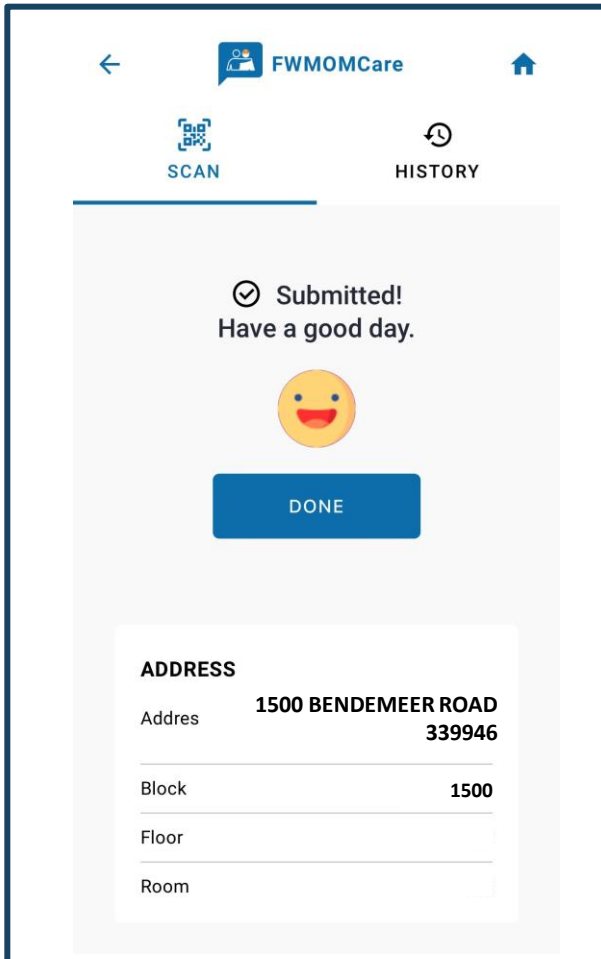 FWMOMCare
SCAN
HISTORY
Submitted!
Have a good day.
DONE
ADDRESS
Addres 1500 BENDEMEER ROAD
339946
Block 1500
Floor
Room